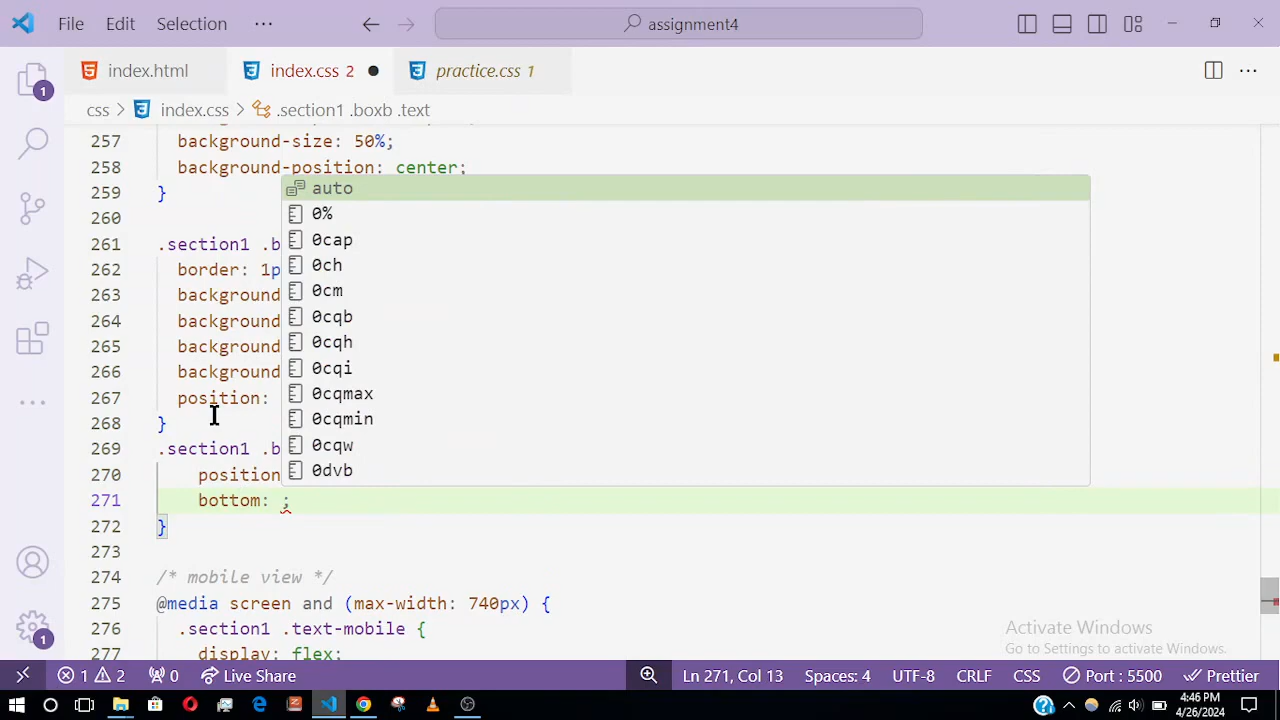 File Edit Selection ··· assignment4
index.html index.css 2 practice.css 1
css > index.css > .section1 .boxb .text
257 background-size: 50%;
258 background-position: center;
259 }
260
261 .section1 .b
262 border: 1p
263 background
264 background
265 background
266 background
267 position:
268 }
269 .section1 .b
270 position
271 bottom: ;
272 }
273
274 /* mobile view */
275 @media screen and (max-width: 740px) {
276 .section1 .text-mobile {
277 display: flex;
auto
0%
0cap
0ch
0cm
0cqb
0cqh
0cqi
0cqmax
0cqmin
0cqw
0dvb
1
1
Activate Windows
Go to Settings to activate Windows.
1 2 0 Live Share Ln 271, Col 13 Spaces: 4 UTF-8 CRLF CSS Port : 5500 Prettier
4:46 PM
4/26/2024